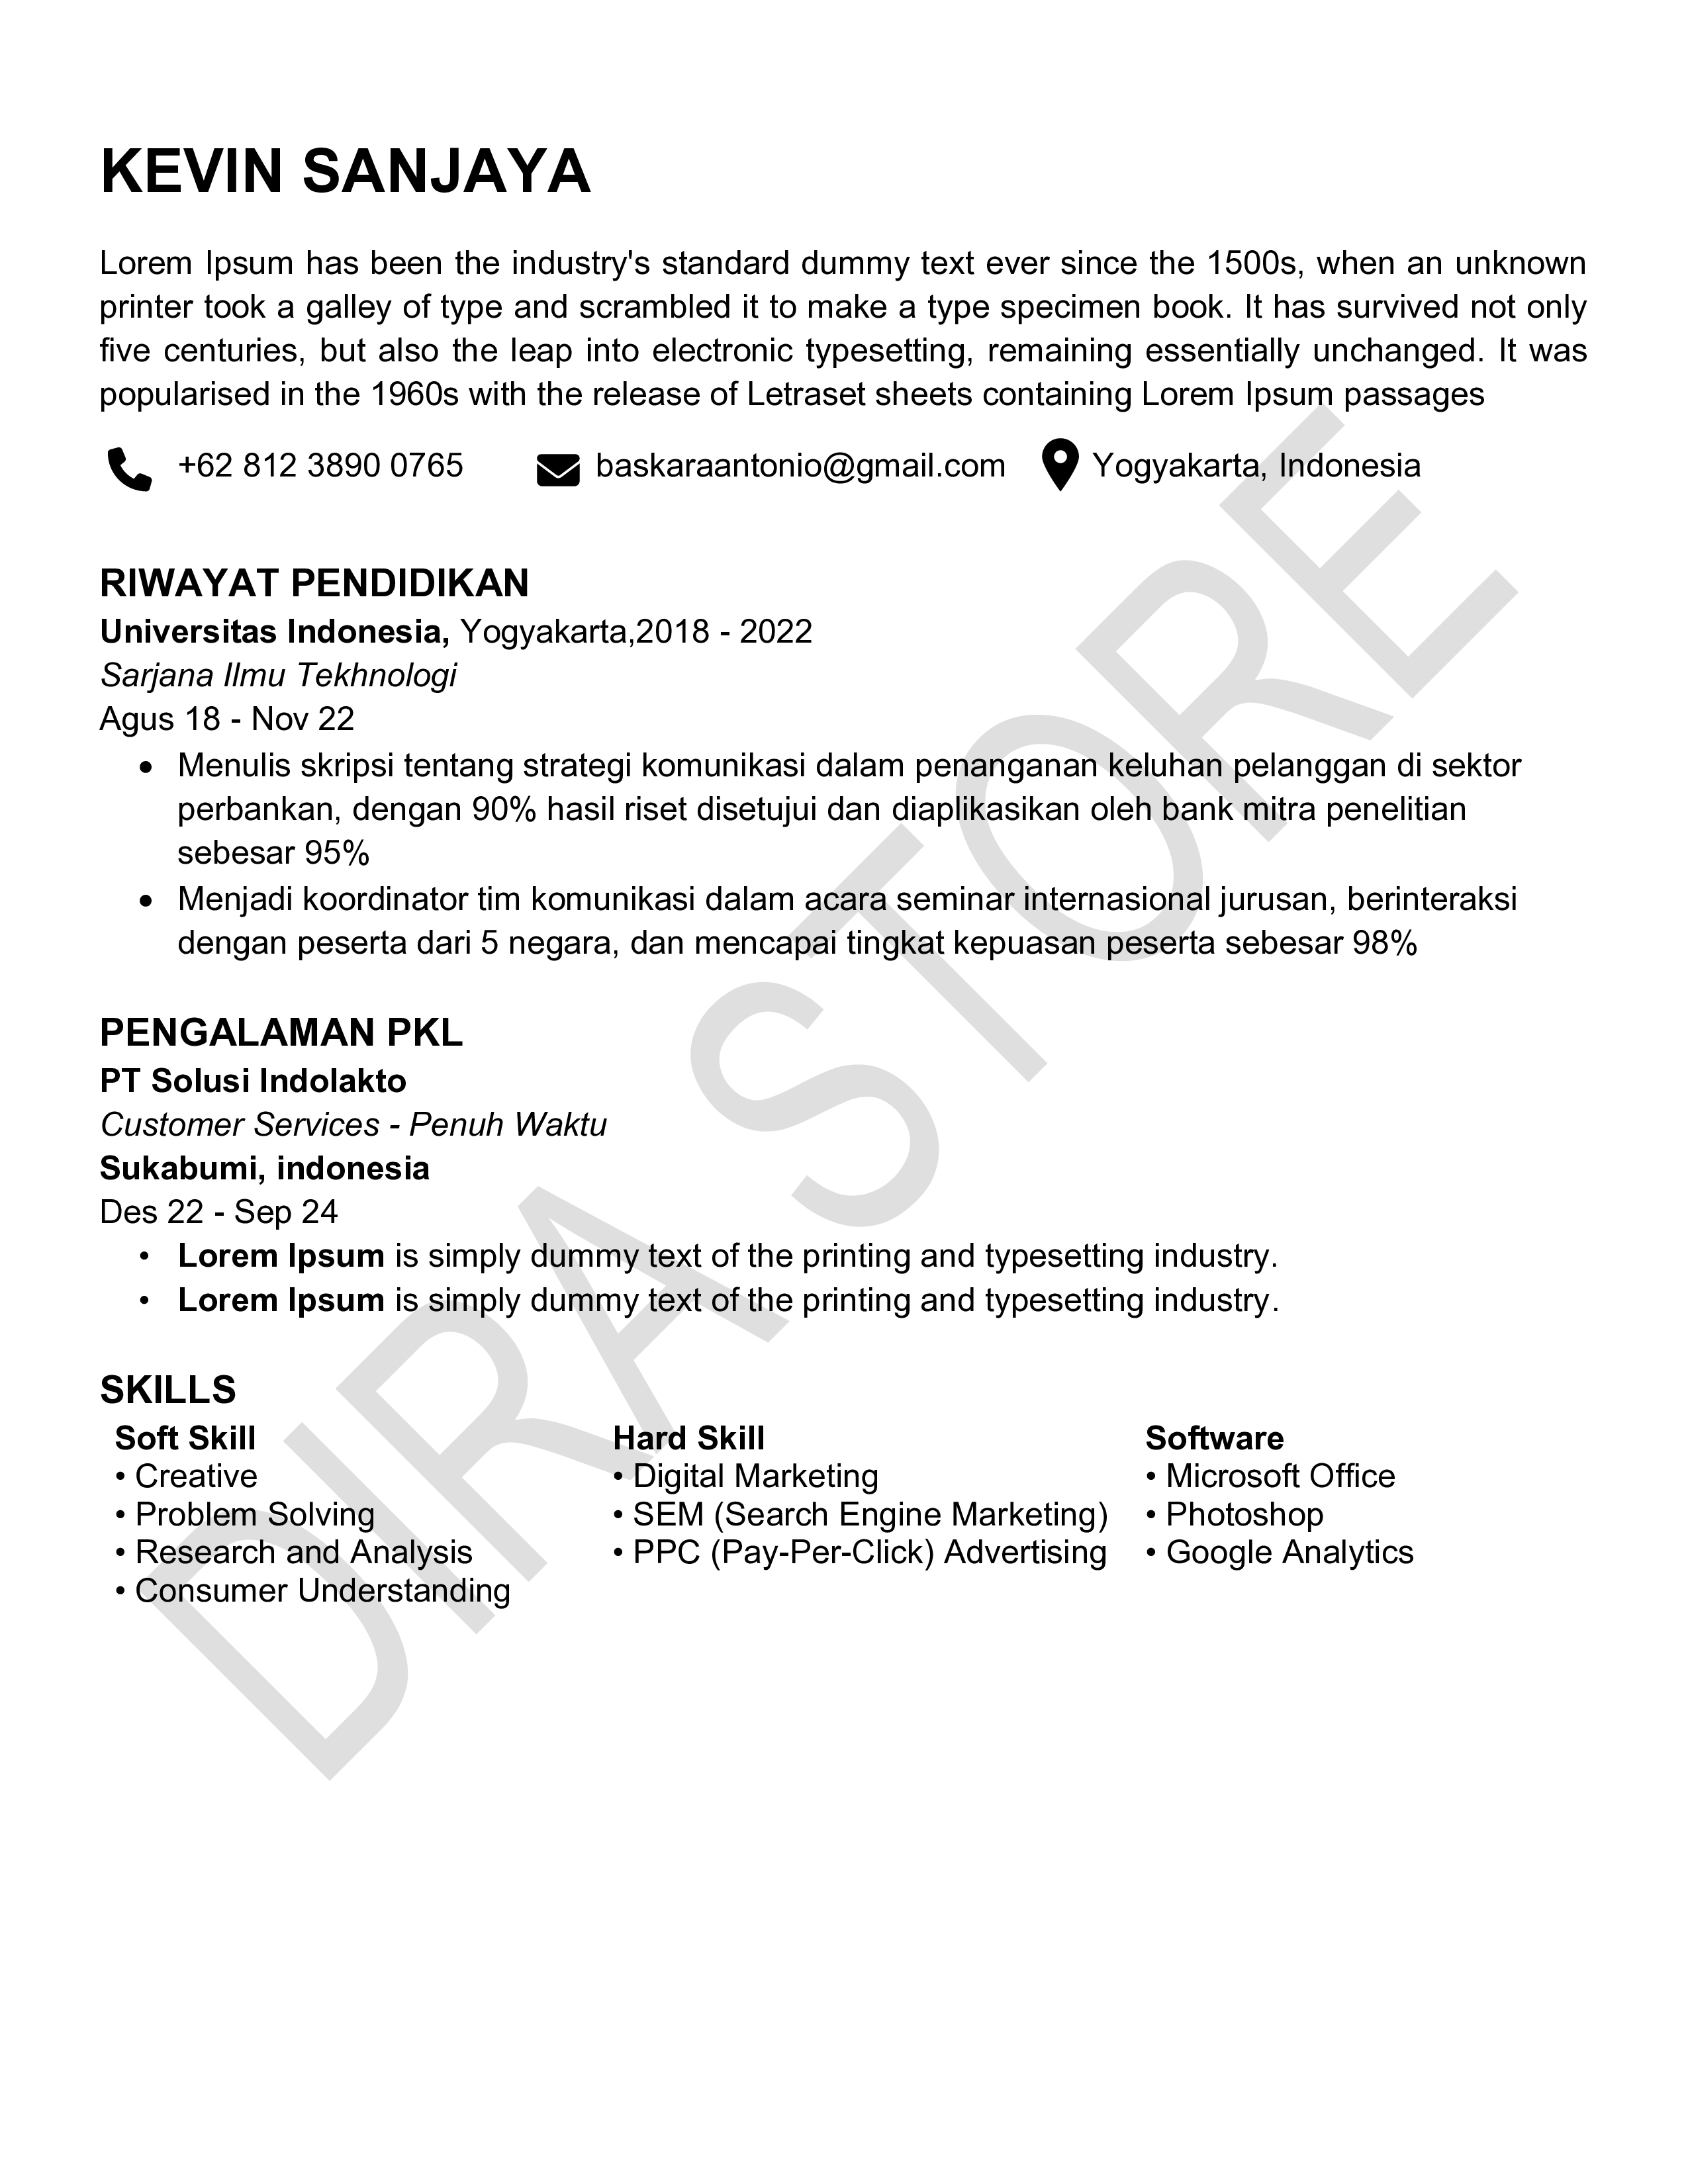 KEVIN SANJAYA
Lorem Ipsum has been the industry's standard dummy text ever since the 1500s, when an unknown
printer took a galley of type and scrambled it to make a type specimen book. It has survived not only
five centuries, but also the leap into electronic typesetting, remaining essentially unchanged. It was
popularised in the 1960s with the release of Letraset sheets containing Lorem Ipsum passages
+62 812 3890 0765 baskaraantonio@gmail.com Yogyakarta, Indonesia
RIWAYAT PENDIDIKAN
Universitas Indonesia, Yogyakarta,2018 - 2022
Sarjana Ilmu Tekhnologi
Agus 18 - Nov 22
• Menulis skripsi tentang strategi komunikasi dalam penanganan keluhan pelanggan di sektor
perbankan, dengan 90% hasil riset disetujui dan diaplikasikan oleh bank mitra penelitian
sebesar 95%
• Menjadi koordinator tim komunikasi dalam acara seminar internasional jurusan, berinteraksi
dengan peserta dari 5 negara, dan mencapai tingkat kepuasan peserta sebesar 98%
PENGALAMAN PKL
PT Solusi Indolakto
Customer Services - Penuh Waktu
Sukabumi, indonesia
Des 22 - Sep 24
• Lorem Ipsum is simply dummy text of the printing and typesetting industry.
• Lorem Ipsum is simply dummy text of the printing and typesetting industry.
SKILLS
Soft Skill
• Creative
• Problem Solving
• Research and Analysis
• Consumer Understanding
Hard Skill
• Digital Marketing
• SEM (Search Engine Marketing)
• PPC (Pay-Per-Click) Advertising
Software
• Microsoft Office
• Photoshop
• Google Analytics
DIRA STORE